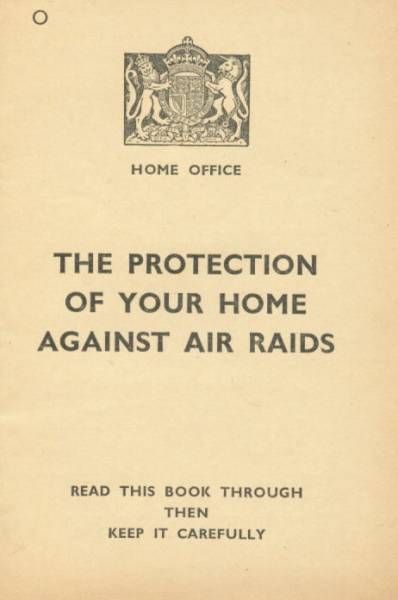 HOME OFFICE
THE PROTECTION
OF YOUR HOME
AGAINST AIR RAIDS
READ THIS BOOK THROUGH
THEN
KEEP IT CAREFULLY